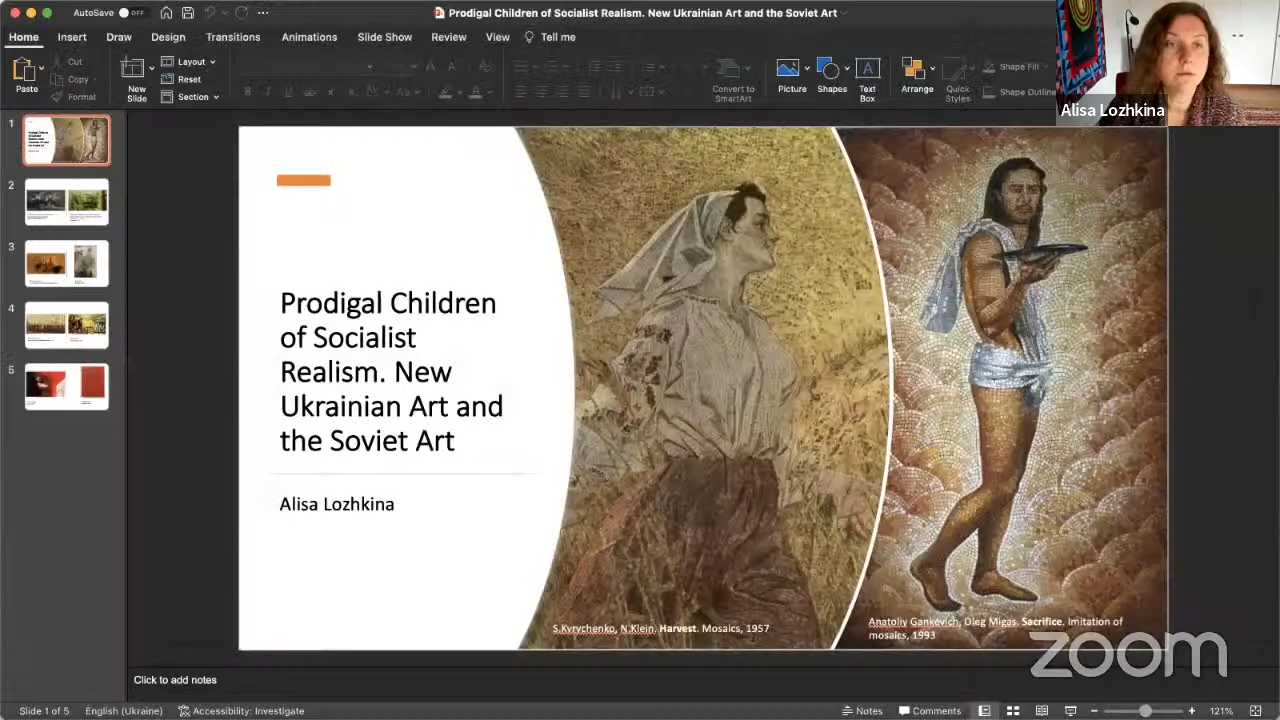 AutoSave OFF
Prodigal Children of Socialist Realism. New Ukrainian Art and the Soviet Art
Home Insert Draw Design Transitions Animations Slide Show Review View Tell me
Paste
Cut
Copy
Format
New
Slide
Layout
Reset
Section
Convert to
SmartArt
Picture
Shapes
Text
Box
Arrange
Quick
Styles
Shape Fill
Shape Outline
Alisa Lozhkina
1
2
3
4
5
Prodigal Children
of Socialist
Realism. New
Ukrainian Art and
the Soviet Art
Alisa Lozhkina
S.Kyrychenko, N.Klein. Harvest. Mosaics, 1957
Anatoliy Gankevich, Oleg Migas. Sacrifice. Imitation of
mosaics, 1993
zoom
Click to add notes
Slide 1 of 5 English (Ukraine) Accessibility: Investigate Notes Comments 121%